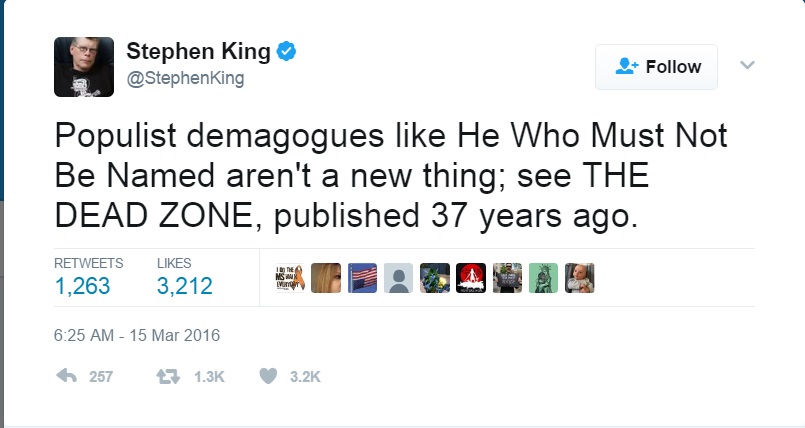 Stephen King
@StephenKing
Follow
Populist demagogues like He Who Must Not
Be Named aren't a new thing; see THE
DEAD ZONE, published 37 years ago.
RETWEETS LIKES
1,263 3,212
6:25 AM - 15 Mar 2016
257 1.3K 3.2K